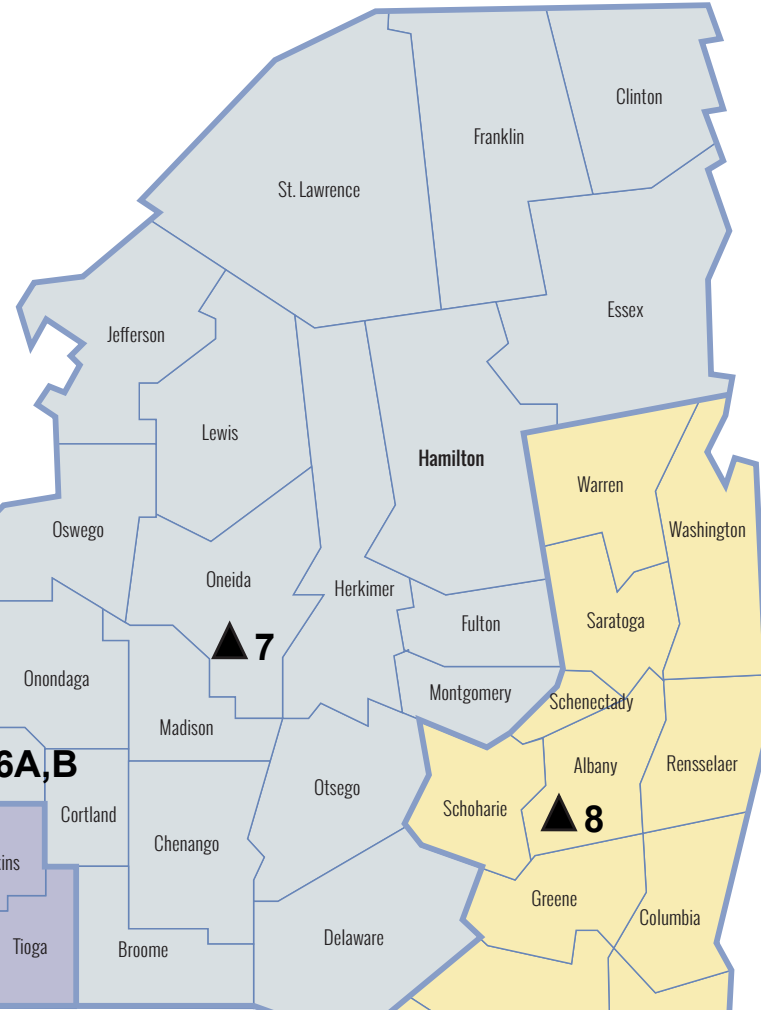 Clinton
Franklin
St. Lawrence
Essex
Jefferson
Lewis
Hamilton
Warren
Washington
Oswego
Oneida
Herkimer
Saratoga
Fulton
7
Onondaga
Montgomery
Schenectady
Madison
6A,B
Albany
Rensselaer
Otsego
Schoharie
Cortland
8
Chenango
kins
Greene
Columbia
Delaware
Tioga
Broome